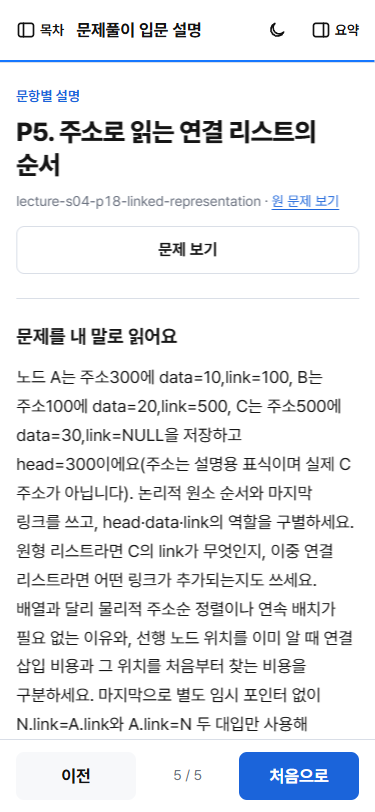 목차 문제풀이 입문 설명 요약
문항별 설명
P5. 주소로 읽는 연결 리스트의
순서
lecture-s04-p18-linked-representation · 원 문제 보기
문제 보기
문제를 내 말로 읽어요
노드 A는 주소300에 data=10,link=100, B는
주소100에 data=20,link=500, C는 주소500에
data=30,link=NULL을 저장하고
head=300이에요(주소는 설명용 표식이며 실제 C
주소가 아닙니다). 논리적 원소 순서와 마지막
링크를 쓰고, head·data·link의 역할을 구별하세요.
원형 리스트라면 C의 link가 무엇인지, 이중 연결
리스트라면 어떤 링크가 추가되는지도 쓰세요.
배열과 달리 물리적 주소순 정렬이나 연속 배치가
필요 없는 이유와, 선행 노드 위치를 이미 알 때 연결
삽입 비용과 그 위치를 처음부터 찾는 비용을
구분하세요. 마지막으로 별도 임시 포인터 없이
N.link=A.link와 A.link=N 두 대입만 사용해
이전 5 / 5 처음으로